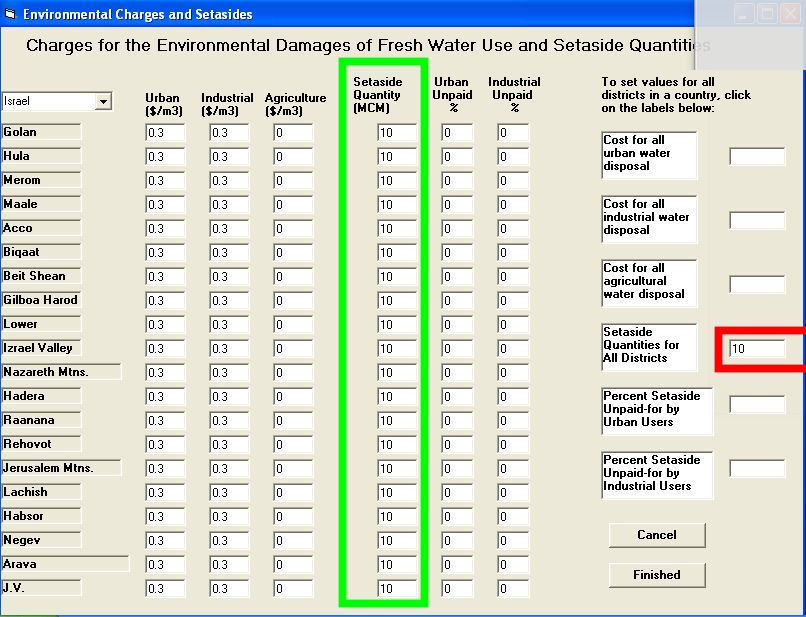 Environmental Charges and Setasides
Charges for the Environmental Damages of Fresh Water Use and Setaside Quantities
Israel
Urban ($/m3)
Industrial ($/m3)
Agriculture ($/m3)
Setaside Quantity (MCM)
Urban Unpaid %
Industrial Unpaid %
Golan 0.3 0.3 0 10 0 0
Hula 0.3 0.3 0 10 0 0
Merom 0.3 0.3 0 10 0 0
Maale 0.3 0.3 0 10 0 0
Acco 0.3 0.3 0 10 0 0
Biqaat 0.3 0.3 0 10 0 0
Beit Shean 0.3 0.3 0 10 0 0
Gilboa Harod 0.3 0.3 0 10 0 0
Lower 0.3 0.3 0 10 0 0
Izrael Valley 0.3 0.3 0 10 0 0
Nazareth Mtns. 0.3 0.3 0 10 0 0
Hadera 0.3 0.3 0 10 0 0
Raanana 0.3 0.3 0 10 0 0
Rehovot 0.3 0.3 0 10 0 0
Jerusalem Mtns. 0.3 0.3 0 10 0 0
Lachish 0.3 0.3 0 10 0 0
Habsor 0.3 0.3 0 10 0 0
Negev 0.3 0.3 0 10 0 0
Arava 0.3 0.3 0 10 0 0
J.V. 0.3 0.3 0 10 0 0
To set values for all
districts in a country, click
on the labels below:
Cost for all
urban water
disposal
Cost for all
industrial water
disposal
Cost for all
agricultural
water disposal
Setaside
Quantities for
All Districts
10
Percent Setaside
Unpaid-for by
Urban Users
Percent Setaside
Unpaid-for by
Industrial Users
Cancel
Finished